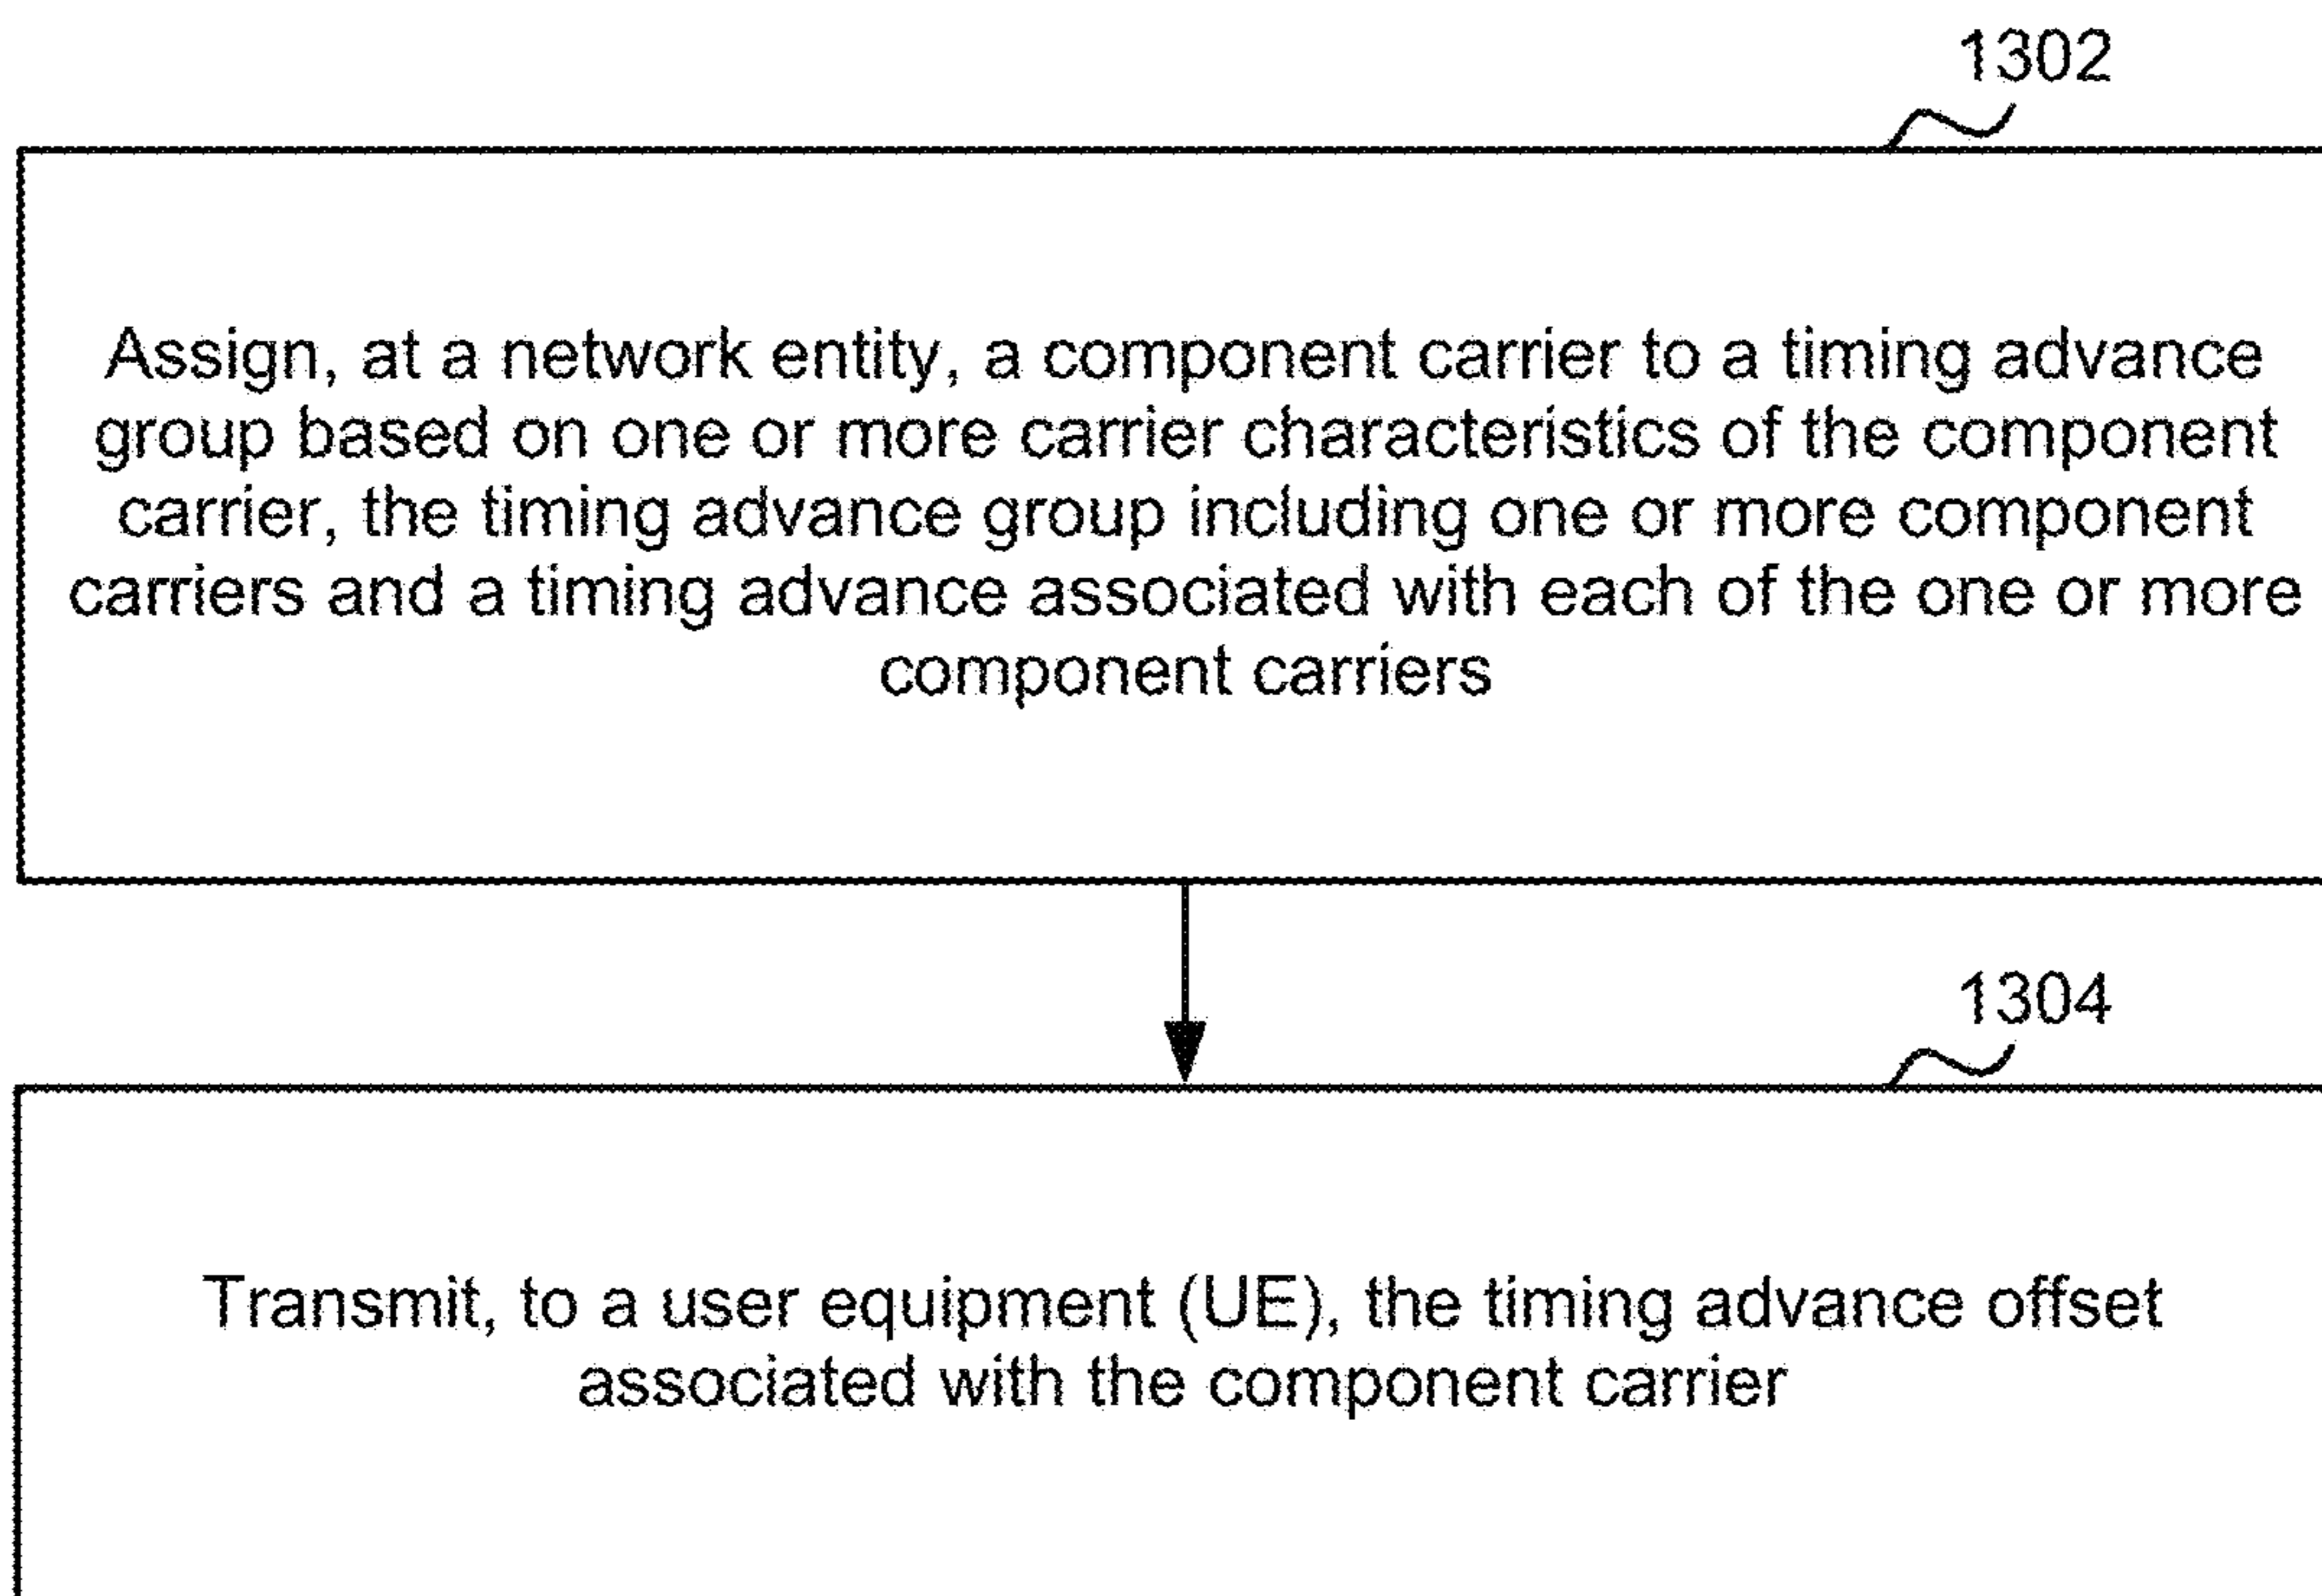 1302
Assign, at a network entity, a component carrier to a timing advance
group based on one or more carrier characteristics of the component
carrier, the timing advance group including one or more component
carriers and a timing advance associated with each of the one or more
component carriers
1304
Transmit, to a user equipment (UE), the timing advance offset
associated with the component carrier